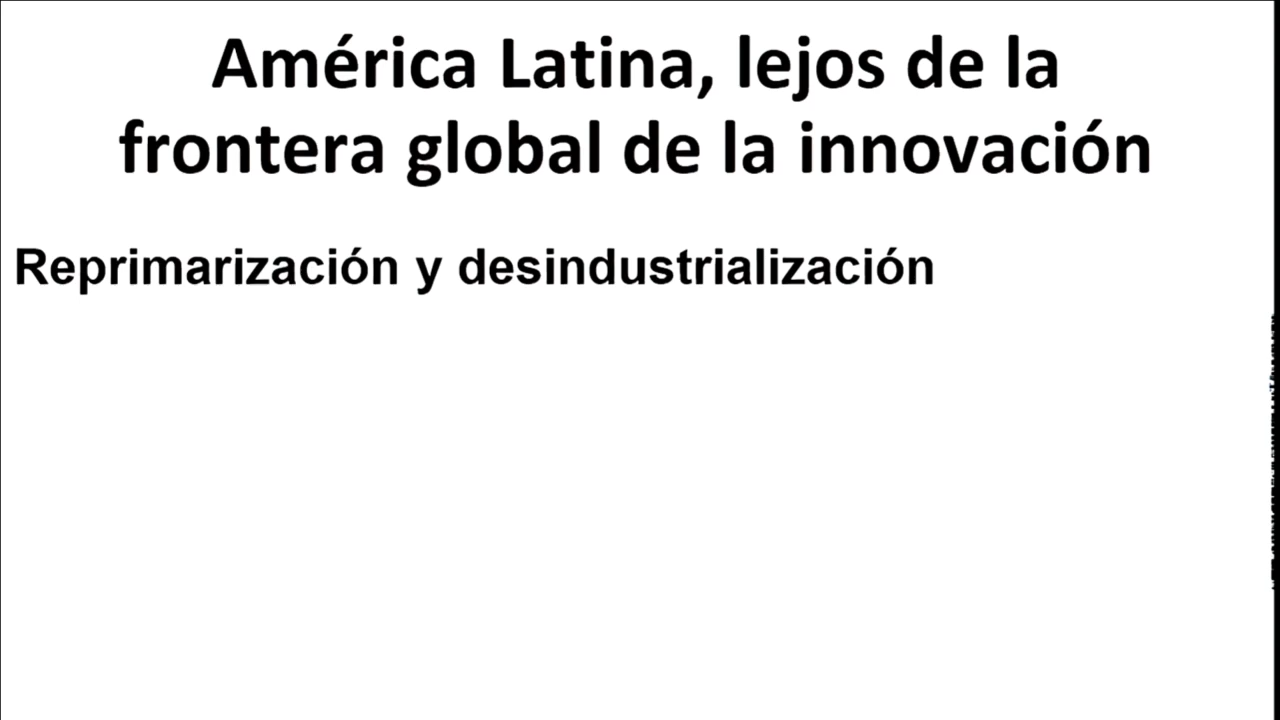 América Latina, lejos de la
frontera global de la innovación
Reprimarización y desindustrialización